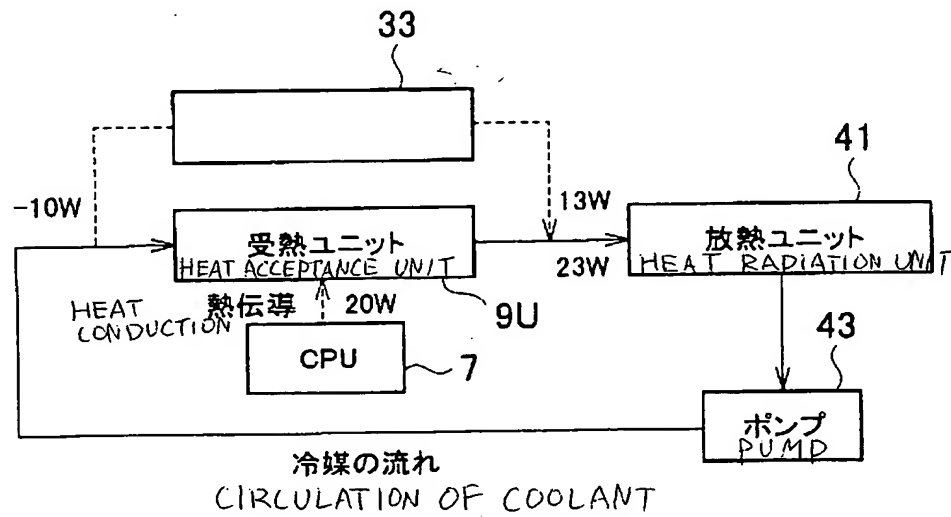 33
41
-10W
13W
受熱ユニット
HEAT ACCEPTANCE UNIT
放熱ユニット
HEAT RADIATION UNIT
23W
熱伝導
20W
HEAT
CONDUCTION
9U
CPU
7
43
ポンプ
PUMP
冷媒の流れ
CIRCULATION OF COOLANT